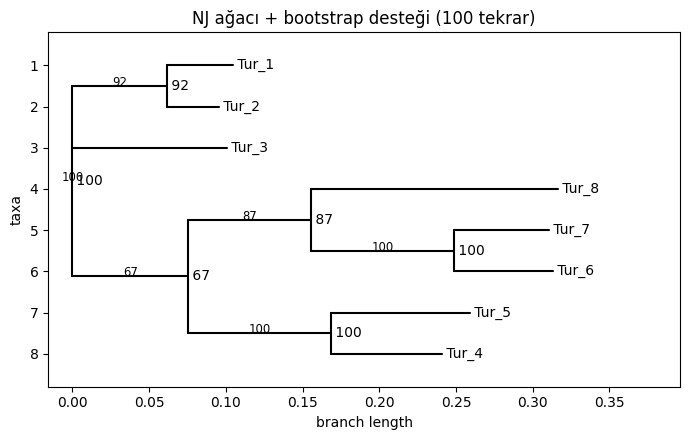 NJ ağacı + bootstrap desteği (100 tekrar)
1
Tur_1
92
92
2
Tur_2
3
Tur_3
100
100
4
Tur_8
87
87
5
Tur_7
100
100
6
Tur_6
67
67
7
Tur_5
100
100
8
Tur_4
taxa
0.00 0.05 0.10 0.15 0.20 0.25 0.30 0.35
branch length